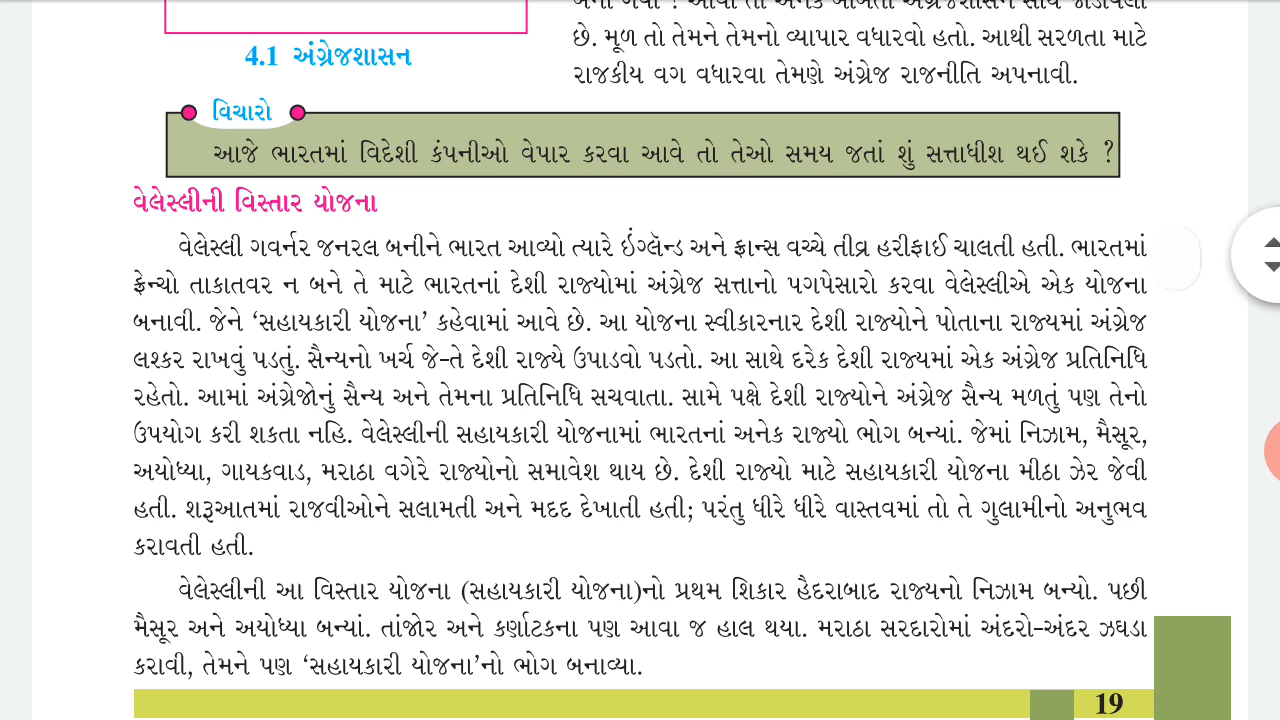 છે. મૂળ તો તેમને તેમનો વ્યાપાર વધારવો હતો. આથી સરળતા માટે
રાજકીય વગ વધારવા તેમણે અંગ્રેજ રાજનીતિ અપનાવી.
4.1 અંગ્રેજશાસન
વિચારો
આજે ભારતમાં વિદેશી કંપનીઓ વેપાર કરવા આવે તો તેઓ સમય જતાં શું સત્તાધીશ થઈ શકે ?
વેલેસ્લીની વિસ્તાર યોજના
વેલેસ્લી ગવર્નર જનરલ બનીને ભારત આવ્યો ત્યારે ઇંગ્લૅન્ડ અને ફ્રાન્સ વચ્ચે તીવ્ર હરીફાઈ ચાલતી હતી. ભારતમાં
ફ્રેન્ચો તાકાતવર ન બને તે માટે ભારતનાં દેશી રાજ્યોમાં અંગ્રેજ સત્તાનો પગપેસારો કરવા વેલેસ્લીએ એક યોજના
બનાવી. જેને ‘સહાયકારી યોજના’ કહેવામાં આવે છે. આ યોજના સ્વીકારનાર દેશી રાજ્યોને પોતાના રાજ્યમાં અંગ્રેજ
લશ્કર રાખવું પડતું. સૈન્યનો ખર્ચ જે-તે દેશી રાજ્યે ઉપાડવો પડતો. આ સાથે દરેક દેશી રાજ્યમાં એક અંગ્રેજ પ્રતિનિધિ
રહેતો. આમાં અંગ્રેજોનું સૈન્ય અને તેમના પ્રતિનિધિ સચવાતા. સામે પક્ષે દેશી રાજ્યોને અંગ્રેજ સૈન્ય મળતું પણ તેનો
ઉપયોગ કરી શકતા નહિ. વેલેસ્લીની સહાયકારી યોજનામાં ભારતનાં અનેક રાજ્યો ભોગ બન્યાં. જેમાં નિઝામ, મૈસૂર,
અયોધ્યા, ગાયકવાડ, મરાઠા વગેરે રાજ્યોનો સમાવેશ થાય છે. દેશી રાજ્યો માટે સહાયકારી યોજના મીઠા ઝેર જેવી
હતી. શરૂઆતમાં રાજવીઓને સલામતી અને મદદ દેખાતી હતી; પરંતુ ધીરે ધીરે વાસ્તવમાં તો તે ગુલામીનો અનુભવ
કરાવતી હતી.
વેલેસ્લીની આ વિસ્તાર યોજના (સહાયકારી યોજના)નો પ્રથમ શિકાર હૈદરાબાદ રાજ્યનો નિઝામ બન્યો. પછી
મૈસૂર અને અયોધ્યા બન્યાં. તાંજોર અને કર્ણાટકના પણ આવા જ હાલ થયા. મરાઠા સરદારોમાં અંદરો-અંદર ઝઘડા
કરાવી, તેમને પણ ‘સહાયકારી યોજના’નો ભોગ બનાવ્યા.
19